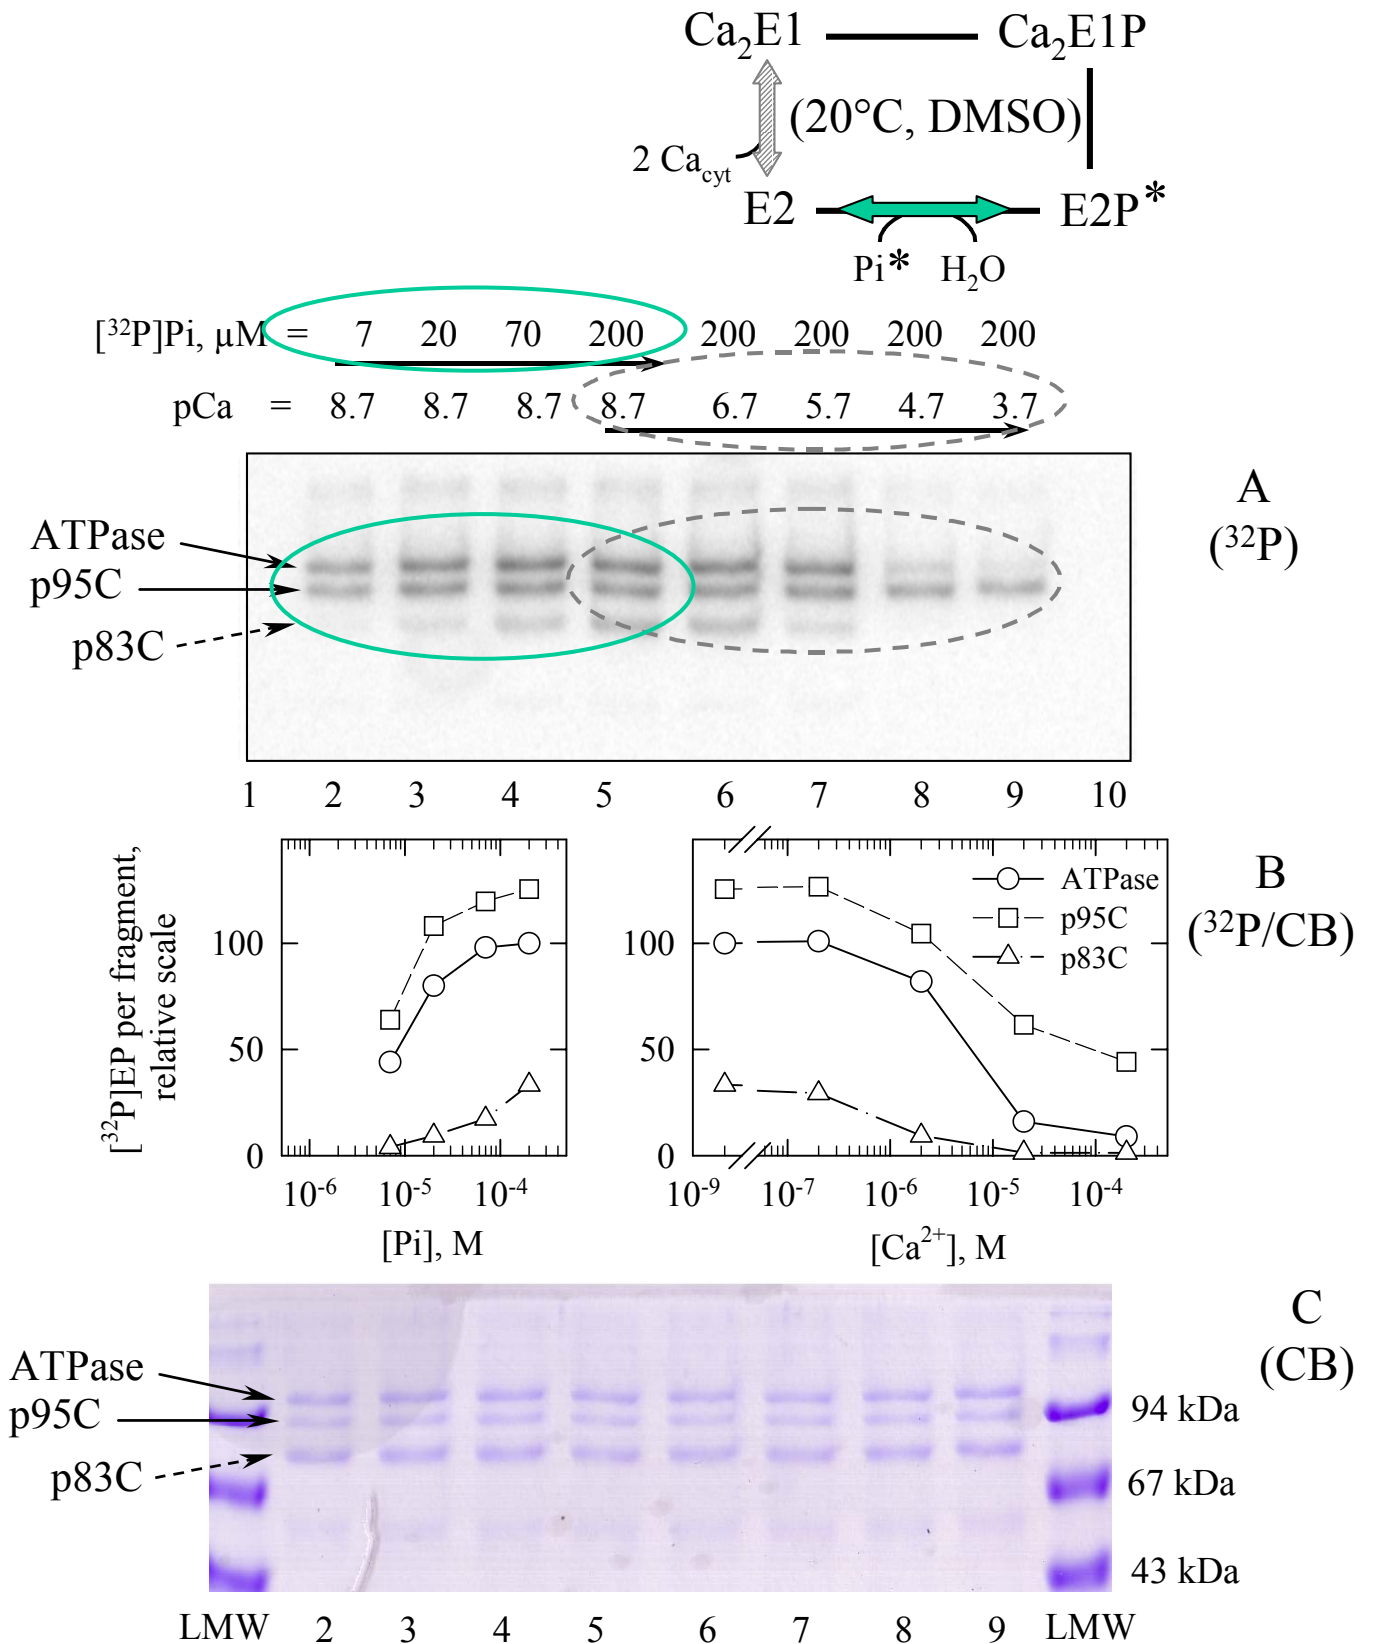 Ca₂E1 Ca₂E1P
(20°C, DMSO)
2 Ca_cyt
E2 E2P*
Pi* H₂O
[³²P]Pi, µM = 7 20 70 200 200 200 200 200
pCa = 8.7 8.7 8.7 8.7 6.7 5.7 4.7 3.7
A
(³²P)
ATPase
p95C
p83C
1 2 3 4 5 6 7 8 9 10
B
(³²P/CB)
[³²P]EP per fragment,
relative scale
100
50
0
10⁻⁶ 10⁻⁵ 10⁻⁴
[Pi], M
100
50
0
10⁻⁹ 10⁻⁷ 10⁻⁶ 10⁻⁵ 10⁻⁴
[Ca²⁺], M
ATPase
p95C
p83C
C
(CB)
ATPase
p95C
p83C
94 kDa
67 kDa
43 kDa
LMW 2 3 4 5 6 7 8 9 LMW